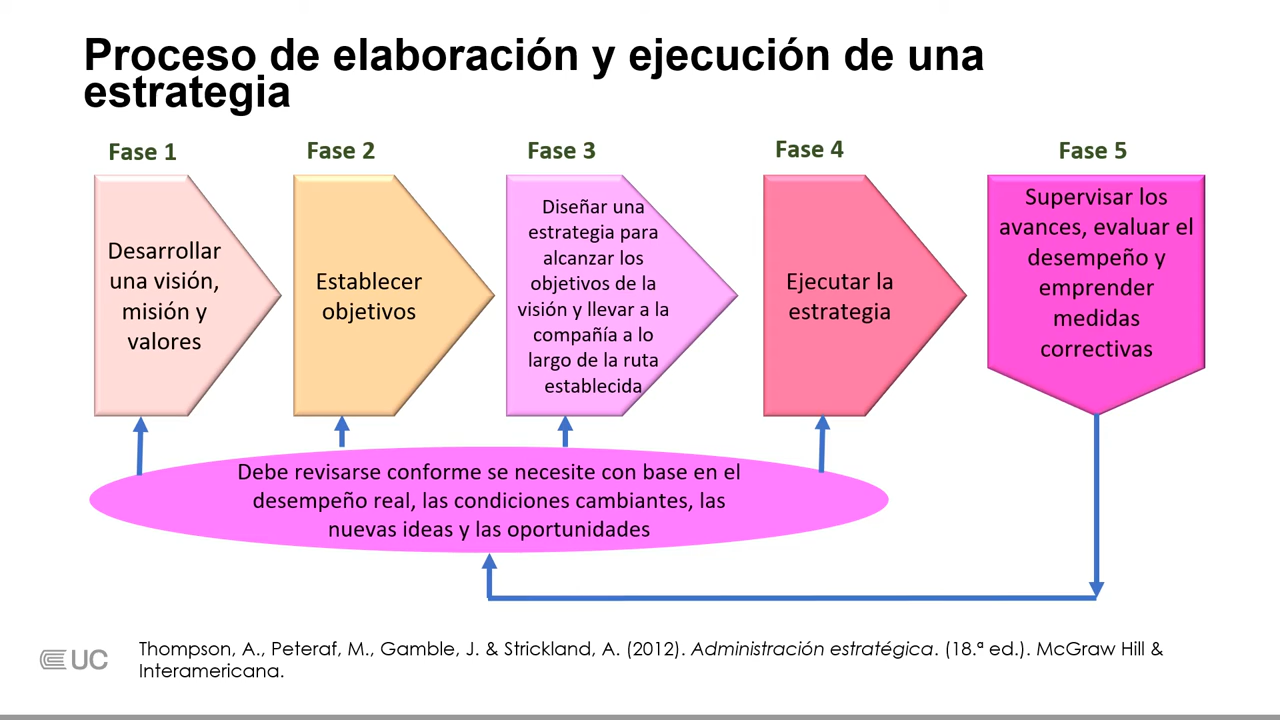 Proceso de elaboración y ejecución de una
estrategia
Fase 1
Fase 2
Fase 3
Fase 4
Fase 5
Desarrollar
una visión,
misión y
valores
Establecer
objetivos
Diseñar una
estrategia para
alcanzar los
objetivos de la
visión y llevar a la
compañía a lo
largo de la ruta
establecida
Ejecutar la
estrategia
Supervisar los
avances, evaluar el
desempeño y
emprender
medidas
correctivas
Debe revisarse conforme se necesite con base en el
desempeño real, las condiciones cambiantes, las
nuevas ideas y las oportunidades
UC
Thompson, A., Peteraf, M., Gamble, J. & Strickland, A. (2012). Administración estratégica. (18.ª ed.). McGraw Hill &
Interamericana.